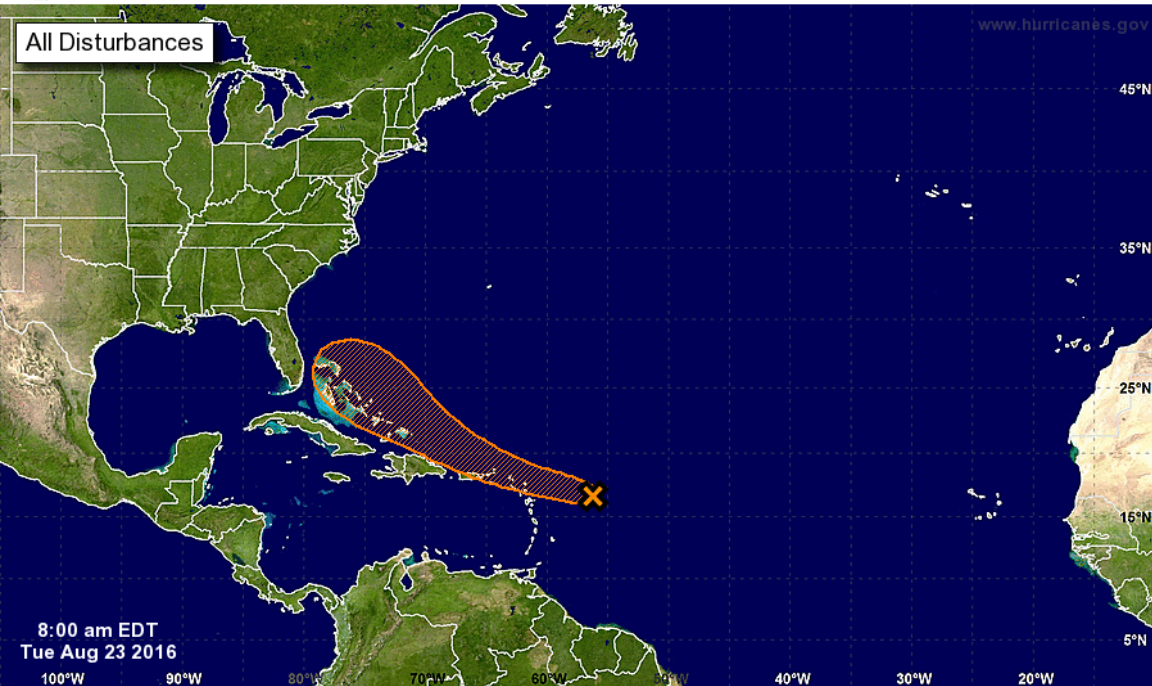 All Disturbances
www.hurricanes.gov
45°N
35°N
25°N
15°N
5°N
8:00 am EDT
Tue Aug 23 2016
100°W 90°W 80°W 70°W 60°W 50°W 40°W 30°W 20°W